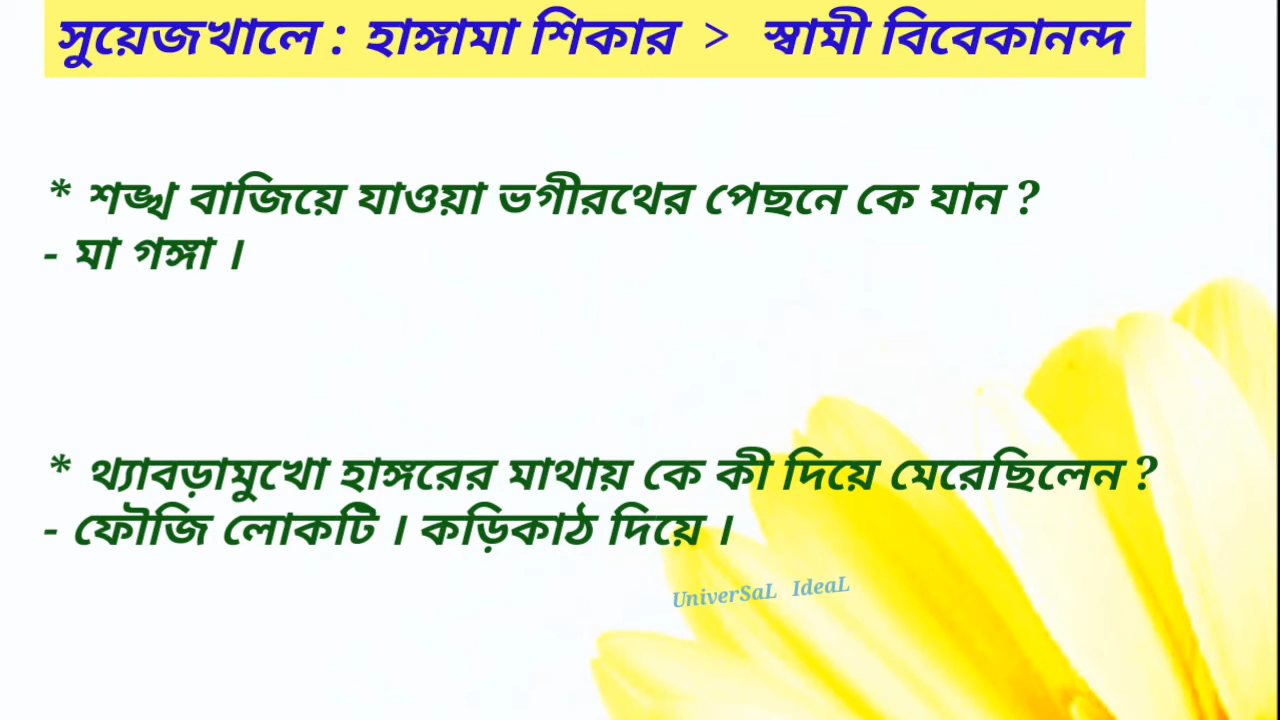 সুয়েজখালে : হাঙ্গামা শিকার > স্বামী বিবেকানন্দ
* শঙ্খ বাজিয়ে যাওয়া ভগীরথের পেছনে কে যান ?
- মা গঙ্গা ।
* থ্যাবড়ামুখো হাঙ্গরের মাথায় কে কী দিয়ে মেরেছিলেন ?
- ফৌজি লোকটি । কড়িকাঠ দিয়ে ।
UniverSaL IdeaL